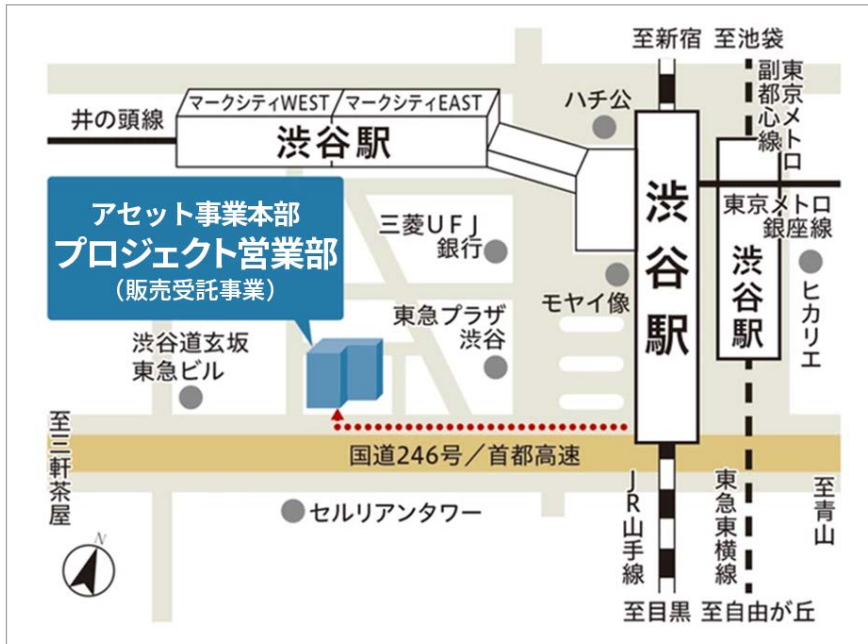 至新宿
至池袋
東京メトロ
副都心線
マークシティWEST
マークシティEAST
ハチ公
井の頭線
渋谷駅
アセット事業本部
プロジェクト営業部
（販売受託事業）
三菱UFJ
銀行
渋谷駅
東京メトロ
銀座線
渋谷駅
モヤイ像
ヒカリエ
東急プラザ
渋谷
渋谷道玄坂
東急ビル
至三軒茶屋
国道246号／首都高速
JR山手線
東急東横線
至青山
セルリアンタワー
N
至目黒
至自由が丘